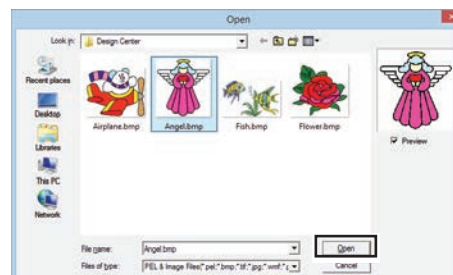 Open
Look in: Design Center
Recent places
Desktop
Libraries
This PC
Network
Airplane.bmp Angel.bmp Fish.bmp Flower.bmp
Preview
File name: Angel.bmp Open
Files of type: PEL & Image Files(*.pel;*.bmp;*.tif;*.jpg;*.wmf;* Cancel